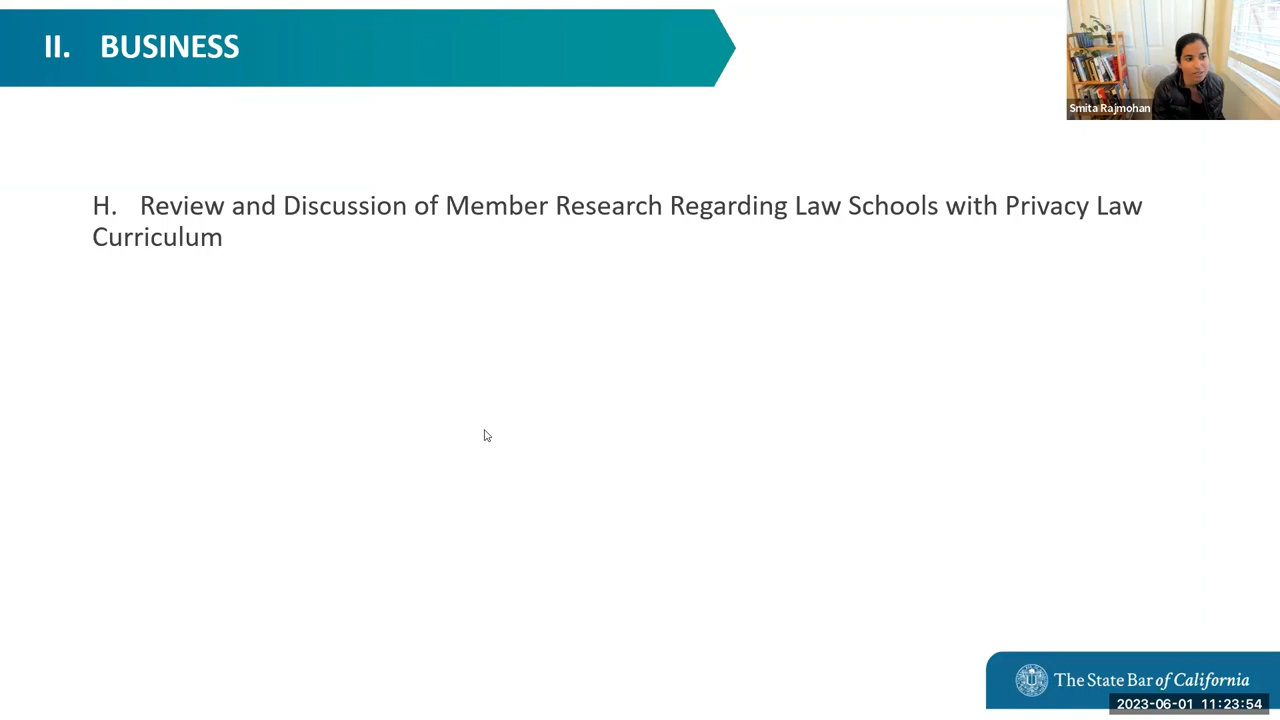 II. BUSINESS
Smita Rajmohan
H. Review and Discussion of Member Research Regarding Law Schools with Privacy Law
Curriculum
The State Bar of California
2023-06-01 11:23:54